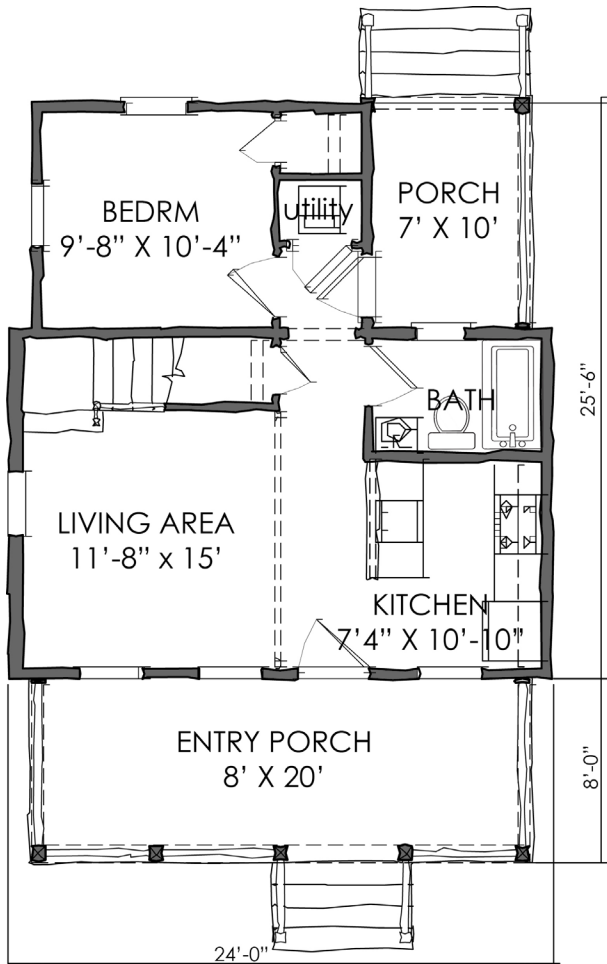 BEDRM
9'-8” X 10'-4”
utility
PORCH
7' X 10'
25'-6”
BATH
LIVING AREA
11'-8” x 15'
KITCHEN
7'4” X 10'-10”
ENTRY PORCH
8' X 20'
8'-0”
24'-0”